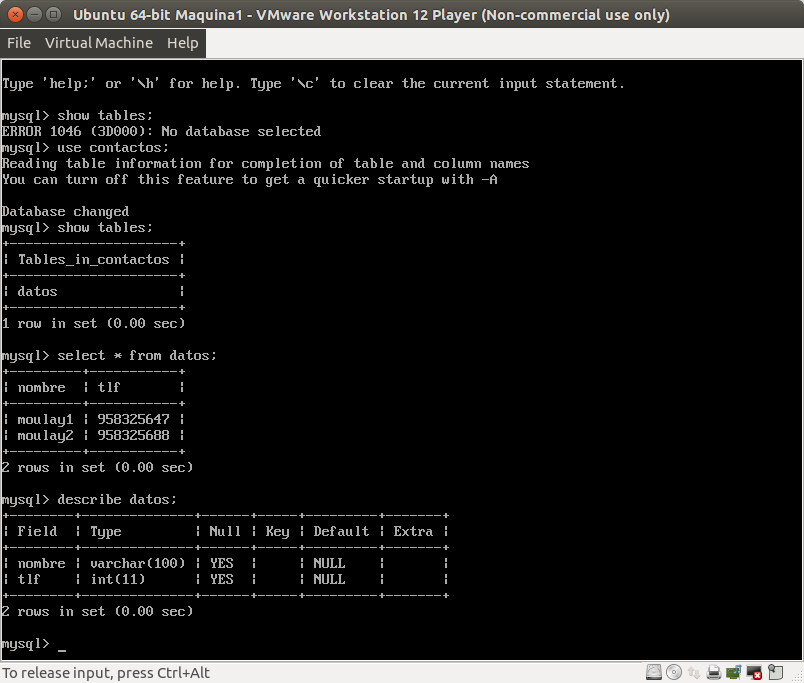 Ubuntu 64-bit Maquina1 - VMware Workstation 12 Player (Non-commercial use only)
File Virtual Machine Help
Type 'help;' or '\h' for help. Type '\c' to clear the current input statement.
mysql> show tables;
ERROR 1046 (3D000): No database selected
mysql> use contactos;
Reading table information for completion of table and column names
You can turn off this feature to get a quicker startup with -A
Database changed
mysql> show tables;
+---------------------+
| Tables_in_contactos |
+---------------------+
| datos               |
+---------------------+
1 row in set (0.00 sec)
mysql> select * from datos;
+---------+-----------+
| nombre  | tlf       |
+---------+-----------+
| moulay1 | 958325647 |
| moulay2 | 958325688 |
+---------+-----------+
2 rows in set (0.00 sec)
mysql> describe datos;
+--------+--------------+------+-----+---------+-------+
| Field  | Type         | Null | Key | Default | Extra |
+--------+--------------+------+-----+---------+-------+
| nombre | varchar(100) | YES  |     | NULL    |       |
| tlf    | int(11)      | YES  |     | NULL    |       |
+--------+--------------+------+-----+---------+-------+
2 rows in set (0.00 sec)
mysql> _
To release input, press Ctrl+Alt